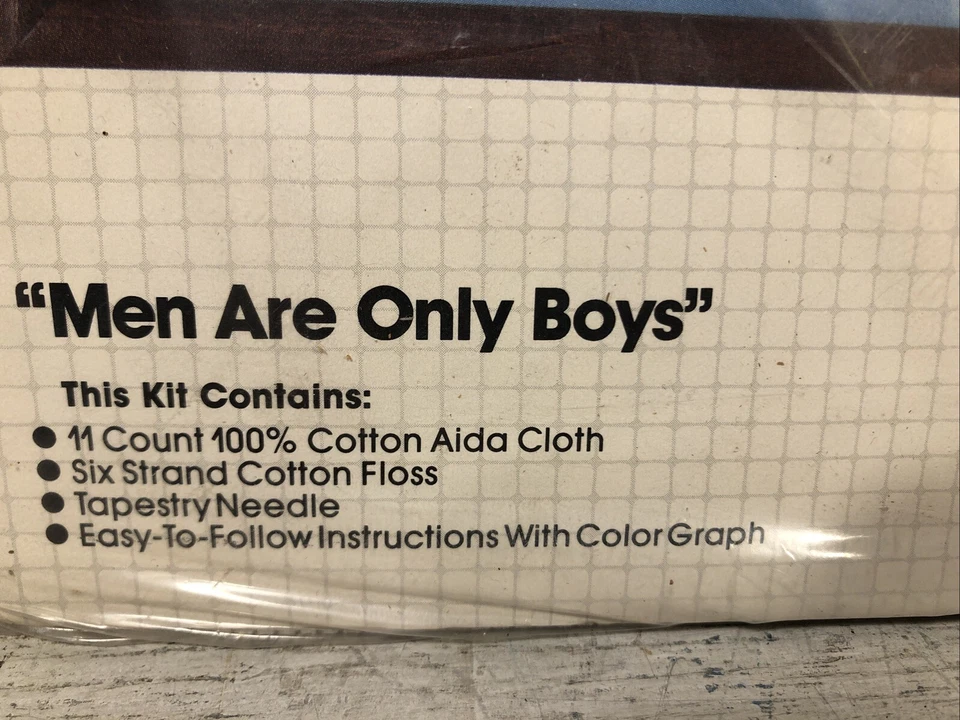 “Men Are Only Boys”
This Kit Contains:
● 11 Count 100% Cotton Aida Cloth
● Six Strand Cotton Floss
● Tapestry Needle
● Easy-To-Follow Instructions With Color Graph